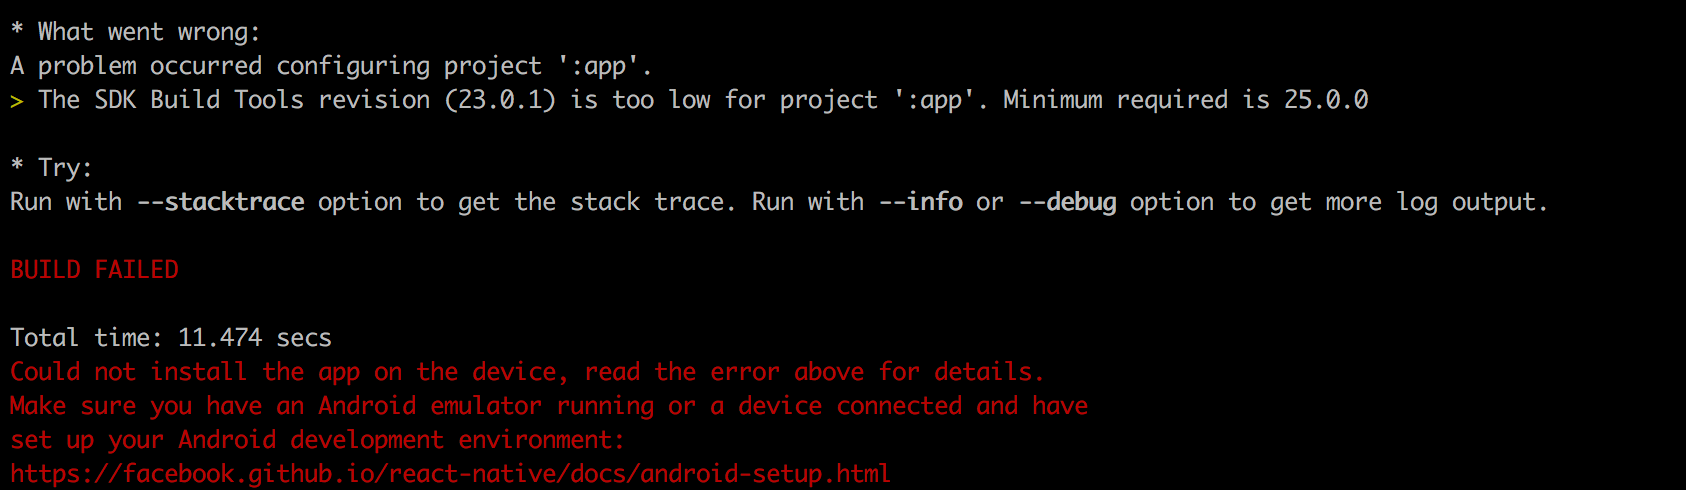 * What went wrong:
A problem occurred configuring project ':app'.
> The SDK Build Tools revision (23.0.1) is too low for project ':app'. Minimum required is 25.0.0
* Try:
Run with --stacktrace option to get the stack trace. Run with --info or --debug option to get more log output.
BUILD FAILED
Total time: 11.474 secs
Could not install the app on the device, read the error above for details.
Make sure you have an Android emulator running or a device connected and have
set up your Android development environment:
https://facebook.github.io/react-native/docs/android-setup.html